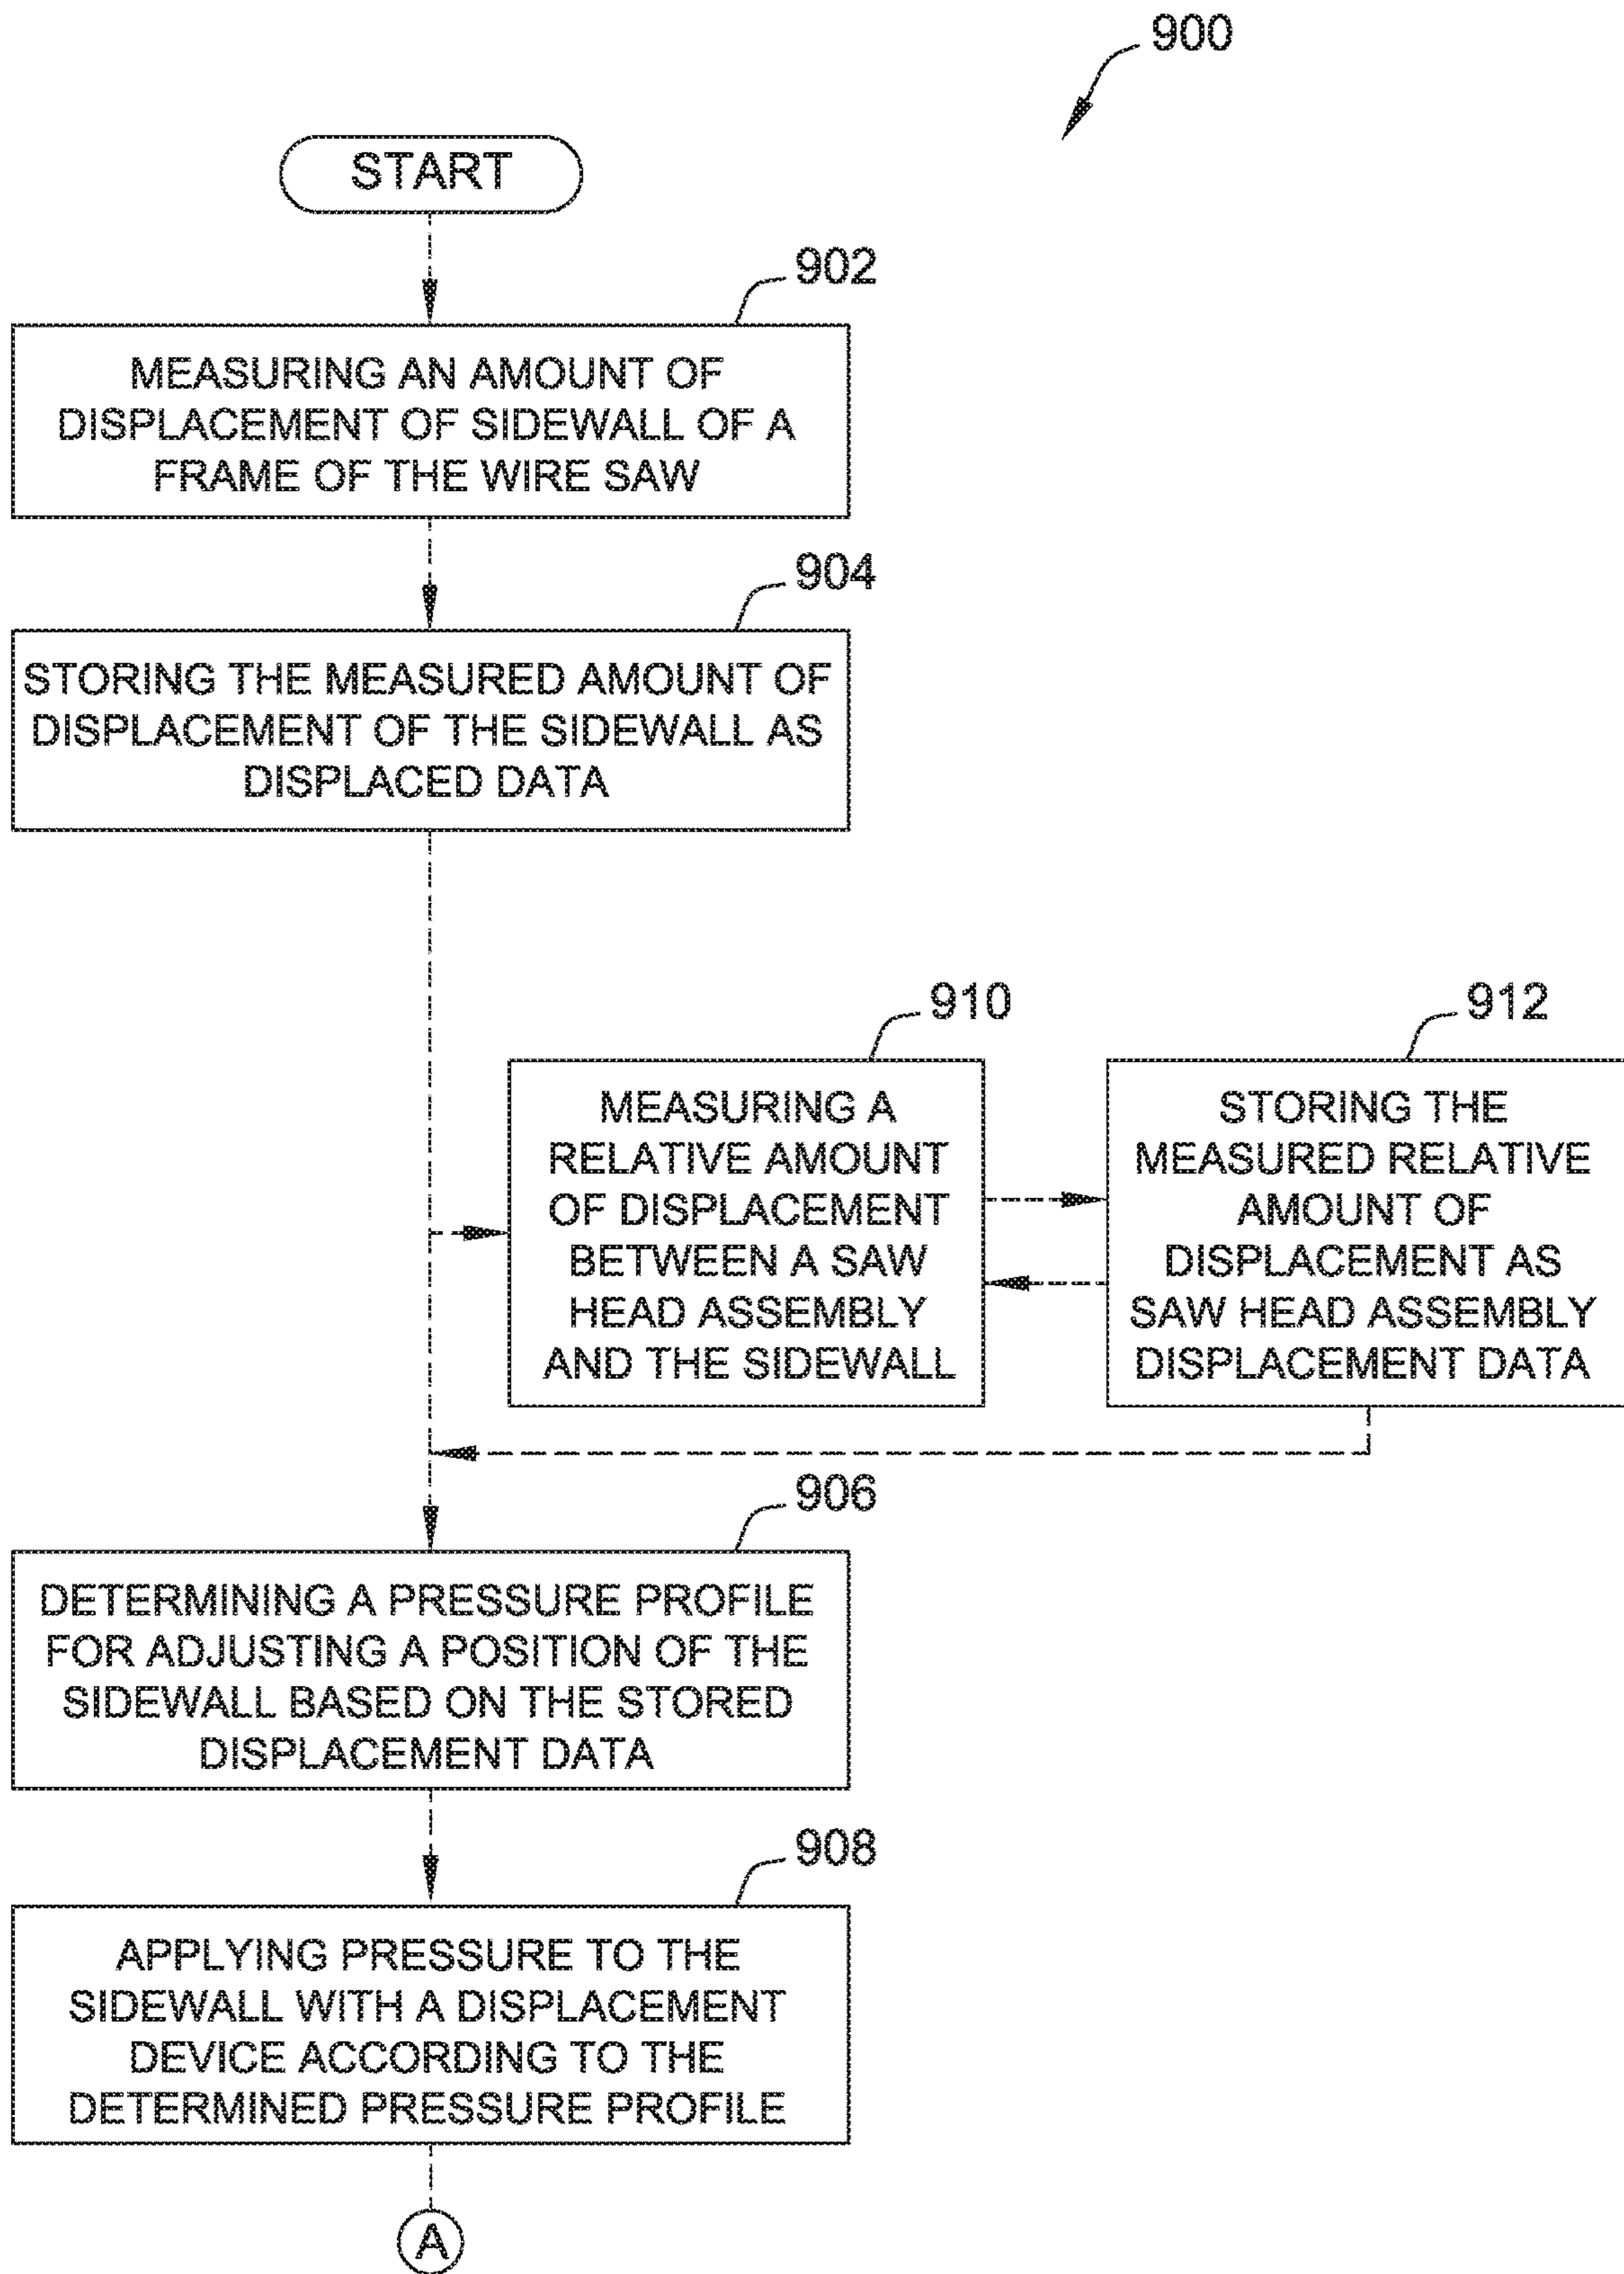 900
START
902
MEASURING AN AMOUNT OF
DISPLACEMENT OF SIDEWALL OF A
FRAME OF THE WIRE SAW
904
STORING THE MEASURED AMOUNT OF
DISPLACEMENT OF THE SIDEWALL AS
DISPLACED DATA
910
MEASURING A
RELATIVE AMOUNT
OF DISPLACEMENT
BETWEEN A SAW
HEAD ASSEMBLY
AND THE SIDEWALL
912
STORING THE
MEASURED RELATIVE
AMOUNT OF
DISPLACEMENT AS
SAW HEAD ASSEMBLY
DISPLACEMENT DATA
906
DETERMINING A PRESSURE PROFILE
FOR ADJUSTING A POSITION OF THE
SIDEWALL BASED ON THE STORED
DISPLACEMENT DATA
908
APPLYING PRESSURE TO THE
SIDEWALL WITH A DISPLACEMENT
DEVICE ACCORDING TO THE
DETERMINED PRESSURE PROFILE
A